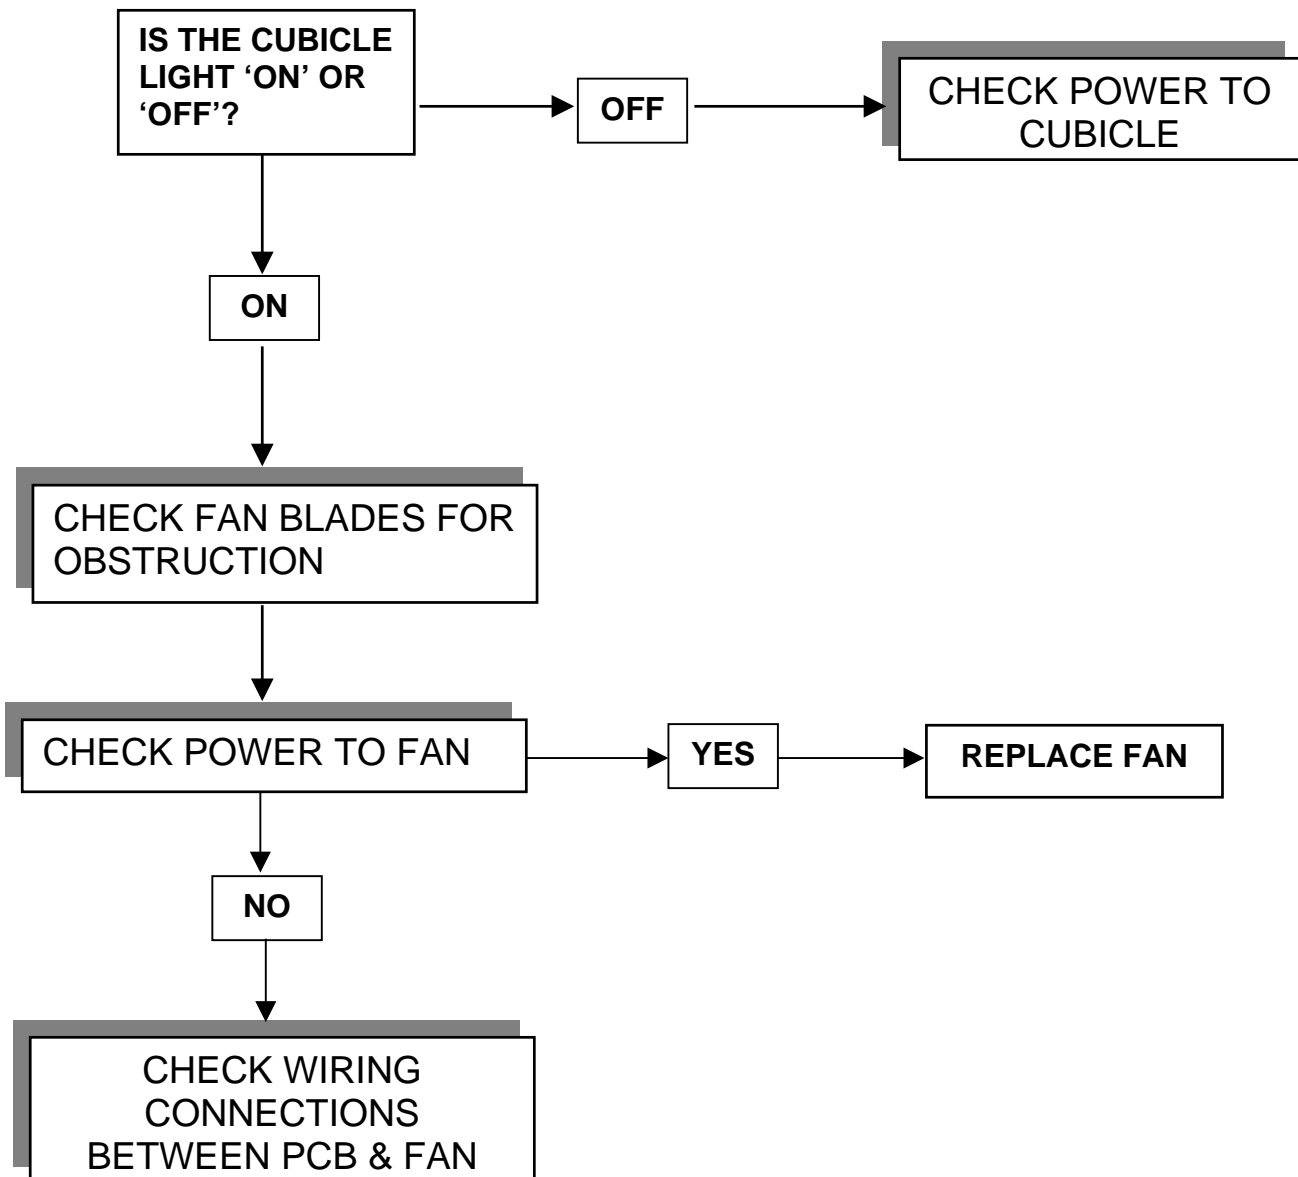 IS THE CUBICLE
LIGHT ‘ON’ OR
‘OFF’?
OFF
CHECK POWER TO
CUBICLE
ON
CHECK FAN BLADES FOR
OBSTRUCTION
CHECK POWER TO FAN
YES
REPLACE FAN
NO
CHECK WIRING
CONNECTIONS
BETWEEN PCB & FAN